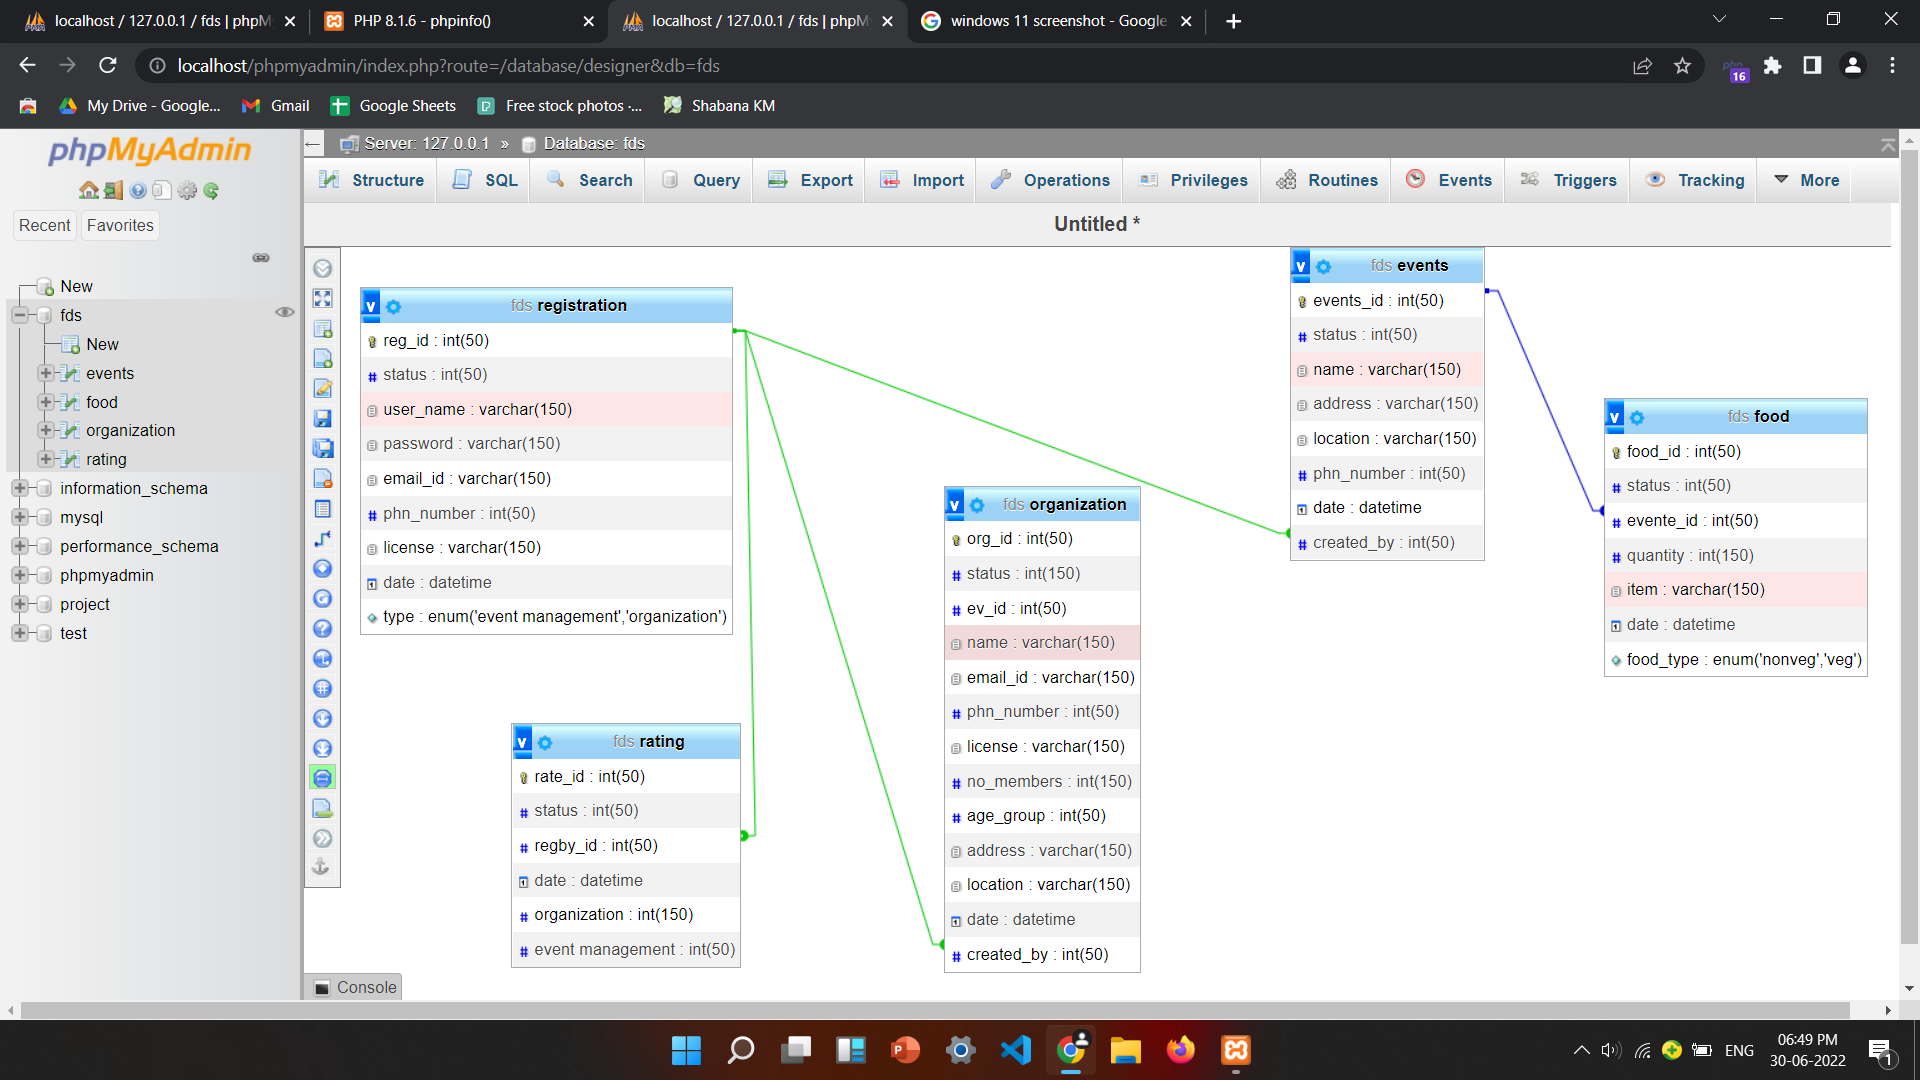 localhost / 127.0.0.1 / fds | phpM
PHP 8.1.6 - phpinfo()
localhost / 127.0.0.1 / fds | phpM
windows 11 screenshot - Google
localhost/phpmyadmin/index.php?route=/database/designer&db=fds
php
16
My Drive - Google...
Gmail
Google Sheets
Free stock photos ·...
Shabana KM
phpMyAdmin
Recent
Favorites
New
fds
New
events
food
organization
rating
information_schema
mysql
performance_schema
phpmyadmin
project
test
Server: 127.0.0.1 » Database: fds
Structure
SQL
Search
Query
Export
Import
Operations
Privileges
Routines
Events
Triggers
Tracking
More
Untitled *
v fds registration
reg_id : int(50)
status : int(50)
user_name : varchar(150)
password : varchar(150)
email_id : varchar(150)
phn_number : int(50)
license : varchar(150)
date : datetime
type : enum('event management','organization')
v fds rating
rate_id : int(50)
status : int(50)
regby_id : int(50)
date : datetime
organization : int(150)
event management : int(50)
v fds organization
org_id : int(50)
status : int(150)
ev_id : int(50)
name : varchar(150)
email_id : varchar(150)
phn_number : int(50)
license : varchar(150)
no_members : int(150)
age_group : int(50)
address : varchar(150)
location : varchar(150)
date : datetime
created_by : int(50)
v fds events
events_id : int(50)
status : int(50)
name : varchar(150)
address : varchar(150)
location : varchar(150)
phn_number : int(50)
date : datetime
created_by : int(50)
v fds food
food_id : int(50)
status : int(50)
evente_id : int(50)
quantity : int(150)
item : varchar(150)
date : datetime
food_type : enum('nonveg','veg')
Console
ENG
06:49 PM
30-06-2022
1